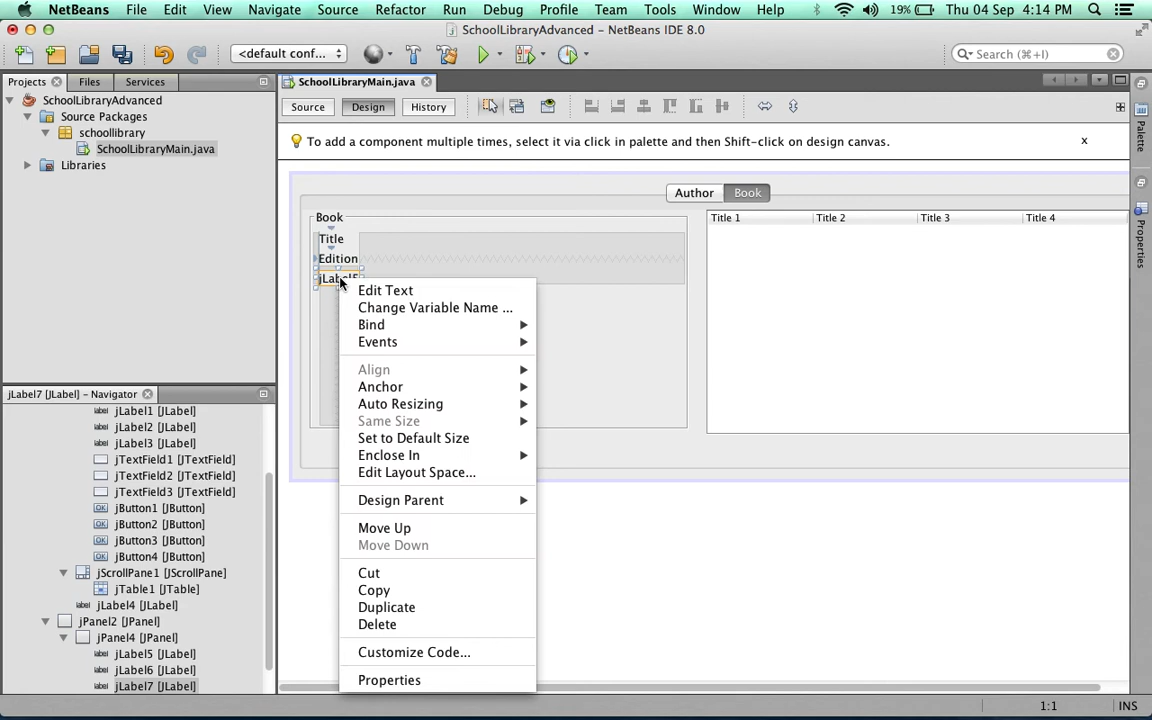 NetBeans File Edit View Navigate Source Refactor Run Debug Profile Team Tools Window Help 19% Thu 04 Sep 4:14 PM
SchoolLibraryAdvanced – NetBeans IDE 8.0
<default conf... Search (⌘+I)
Projects Files Services
SchoolLibraryMain.java
SchoolLibraryAdvanced
Source Packages
schoollibrary
SchoolLibraryMain.java
Libraries
Source Design History
To add a component multiple times, select it via click in palette and then Shift-click on design canvas. x
Author Book
Book
Title
Edition
Title 1 Title 2 Title 3 Title 4
Edit Text
Change Variable Name ...
Bind
Events
Align
Anchor
Auto Resizing
Same Size
Set to Default Size
Enclose In
Edit Layout Space...
Design Parent
Move Up
Move Down
Cut
Copy
Duplicate
Delete
Customize Code...
Properties
jLabel7 [JLabel] – Navigator
jLabel1 [JLabel]
jLabel2 [JLabel]
jLabel3 [JLabel]
jTextField1 [JTextField]
jTextField2 [JTextField]
jTextField3 [JTextField]
jButton1 [JButton]
jButton2 [JButton]
jButton3 [JButton]
jButton4 [JButton]
jScrollPane1 [JScrollPane]
jTable1 [JTable]
jLabel4 [JLabel]
jPanel2 [JPanel]
jPanel4 [JPanel]
jLabel5 [JLabel]
jLabel6 [JLabel]
jLabel7 [JLabel]
Palette
Properties
1:1 INS